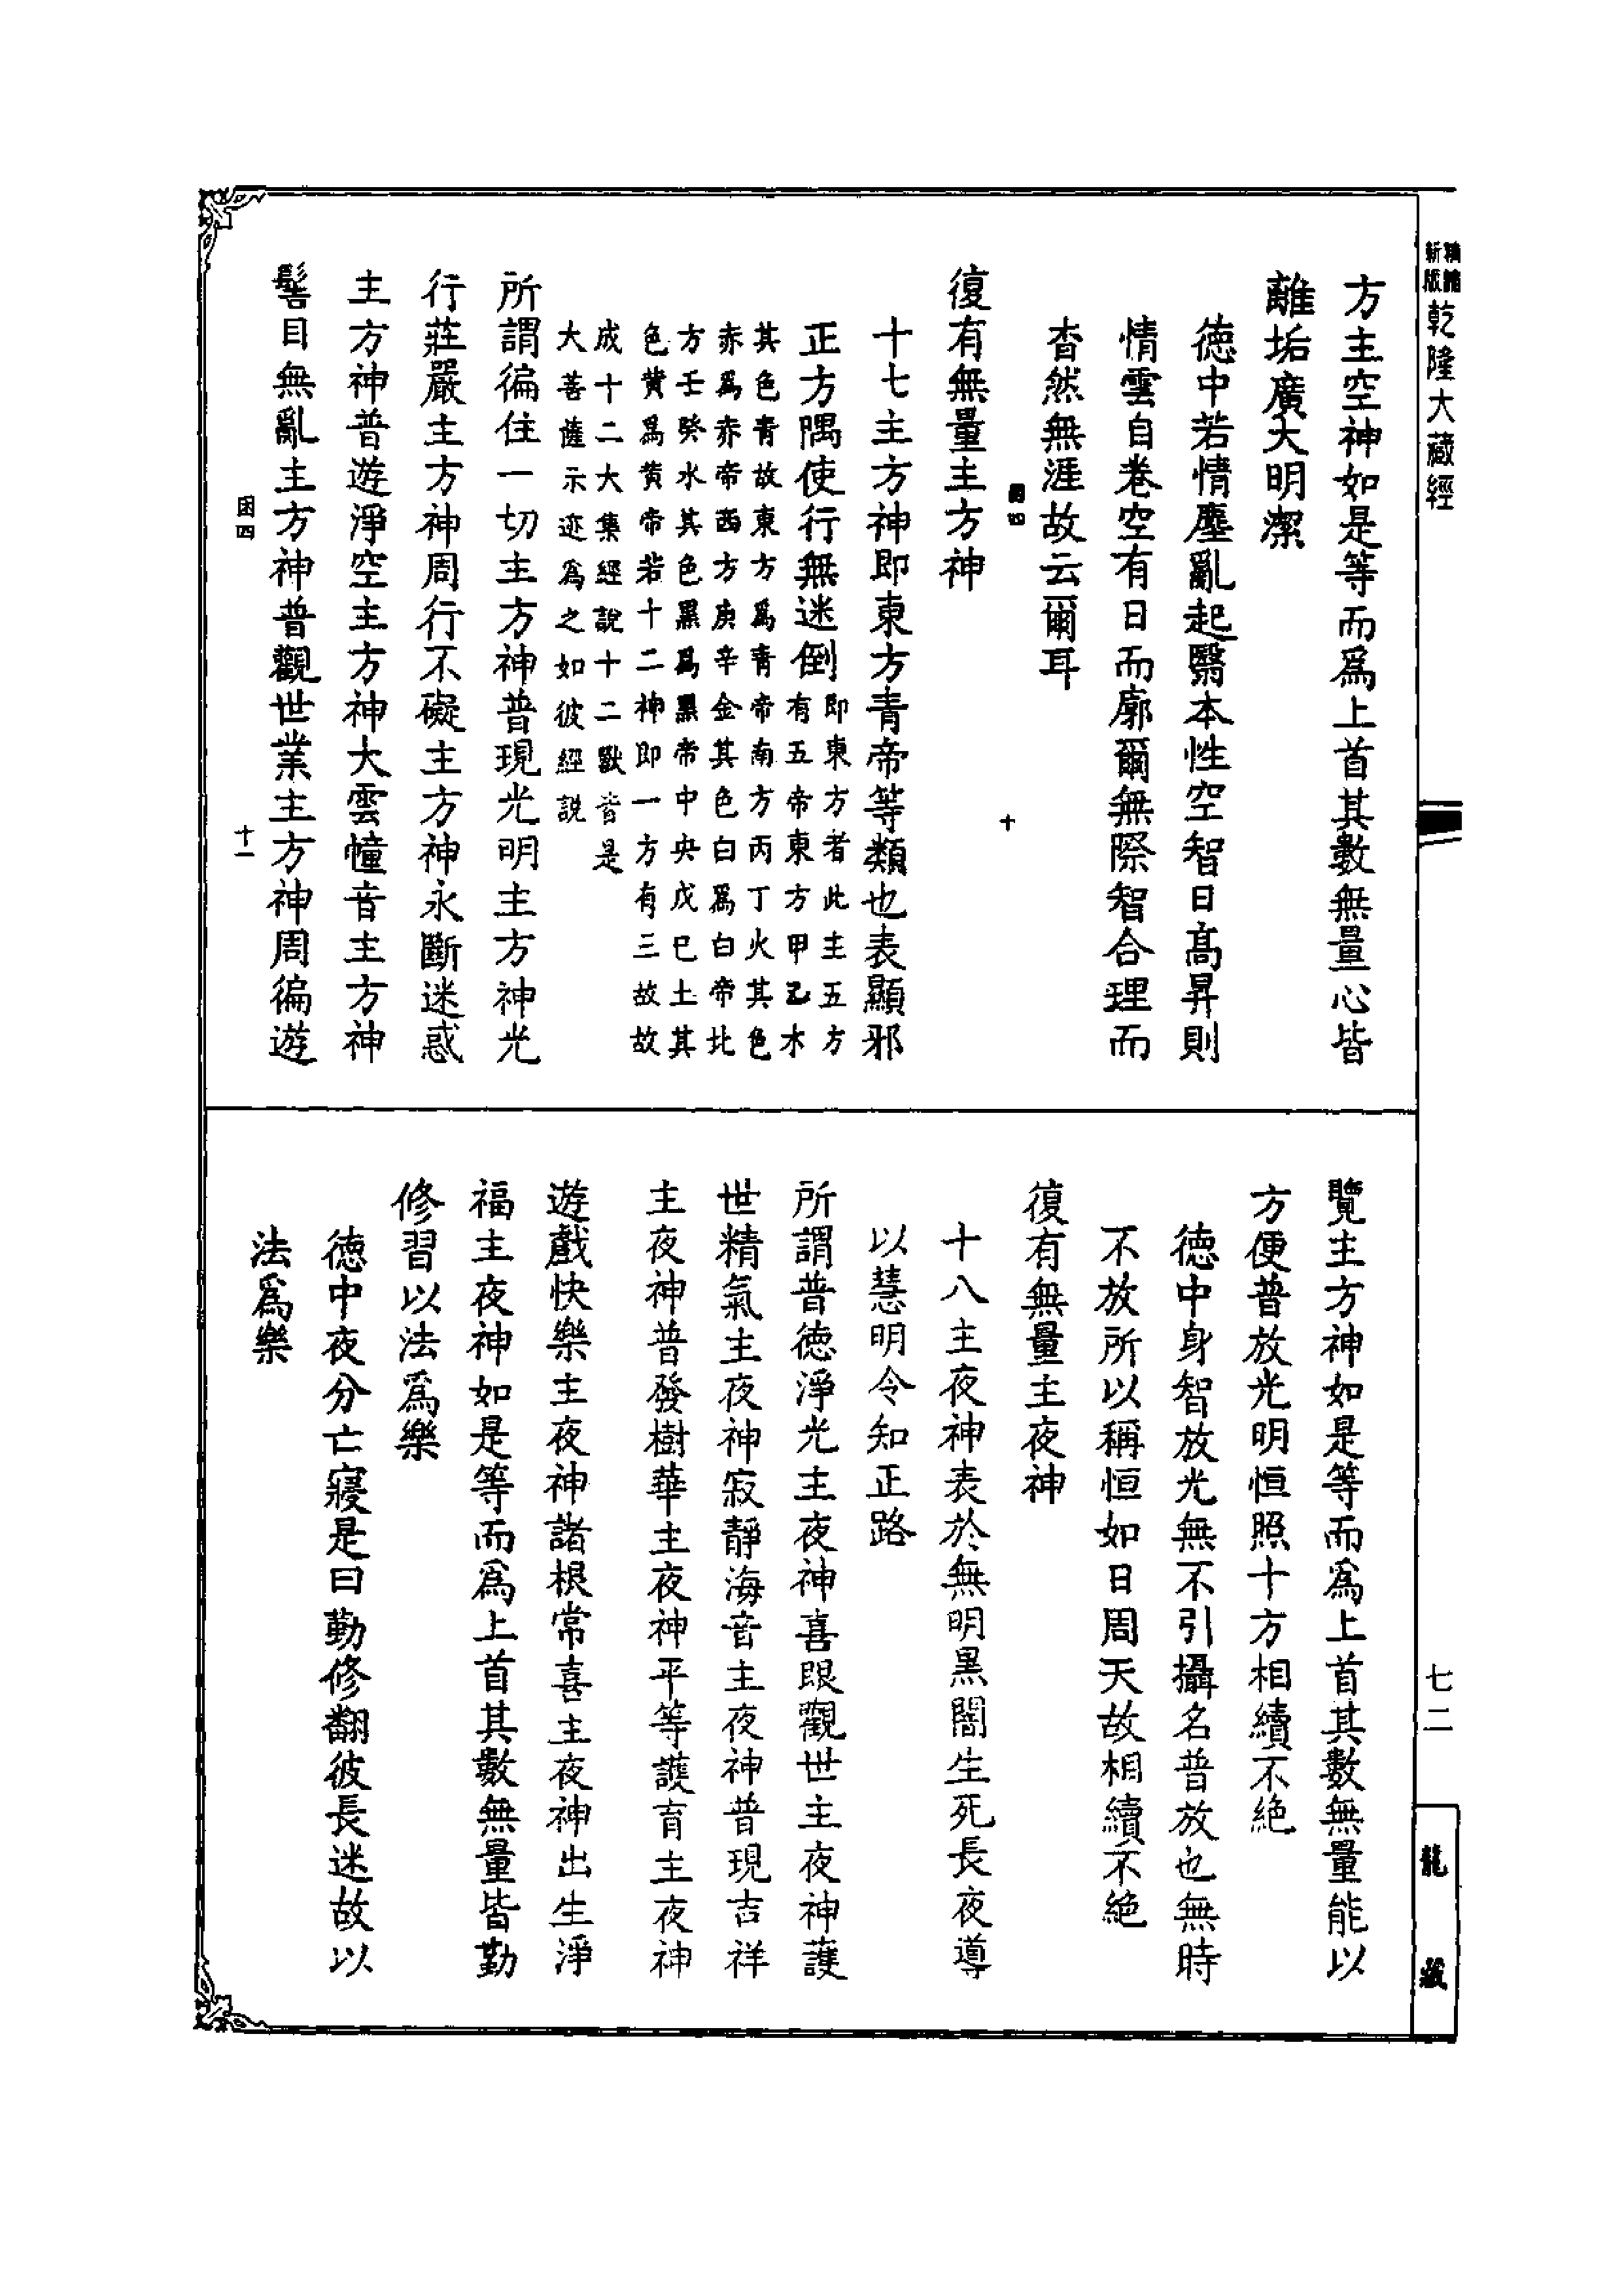 精編
新版
乾隆大藏經
方主空神如是等而爲上首其數無量心皆
離垢廣大明潔
德中若情塵亂起翳本性空智日髙昇則
情雲自卷空有日而廓爾無際智合理而
杳然無涯故云爾耳
困四
十
復有無量主方神
十七主方神即東方青帝等類也表顯邪
正方隅使行無迷倒
即東方者此主五方
有五帝東方甲乙木
其色青故東方爲青帝南方丙丁火其色
赤爲赤帝西方庚辛金其色白爲白帝北
方壬癸水其色黑爲黑帝中央戊巳土其
色黄爲黄帝若十二神即一方有三故故
成十二大集經說十二獸皆是
大菩薩示迹爲之如彼經説
所謂徧住一切主方神普現光明主方神光
行莊嚴主方神周行不礙主方神永斷迷惑
主方神普遊淨空主方神大雲幢音主方神
髻目無亂主方神普觀世業主方神周徧遊
困四
十一
覽主方神如是等而爲上首其數無量能以
方便普放光明恒照十方相續不絶
德中身智放光無不引攝名普放也無時
不放所以稱恒如日周天故相續不絶
復有無量主夜神
十八主夜神表於無明黑闇生死長夜導
以慧明令知正路
所謂普德淨光主夜神喜眼觀世主夜神護
世精氣主夜神寂靜海音主夜神普現吉祥
主夜神普發樹華主夜神平等護育主夜神
遊戲快樂主夜神諸根常喜主夜神出生淨
福主夜神如是等而爲上首其數無量皆勤
修習以法爲樂
德中夜分亡寢是曰勤修翻彼長迷故以
法爲樂
七二
龍藏